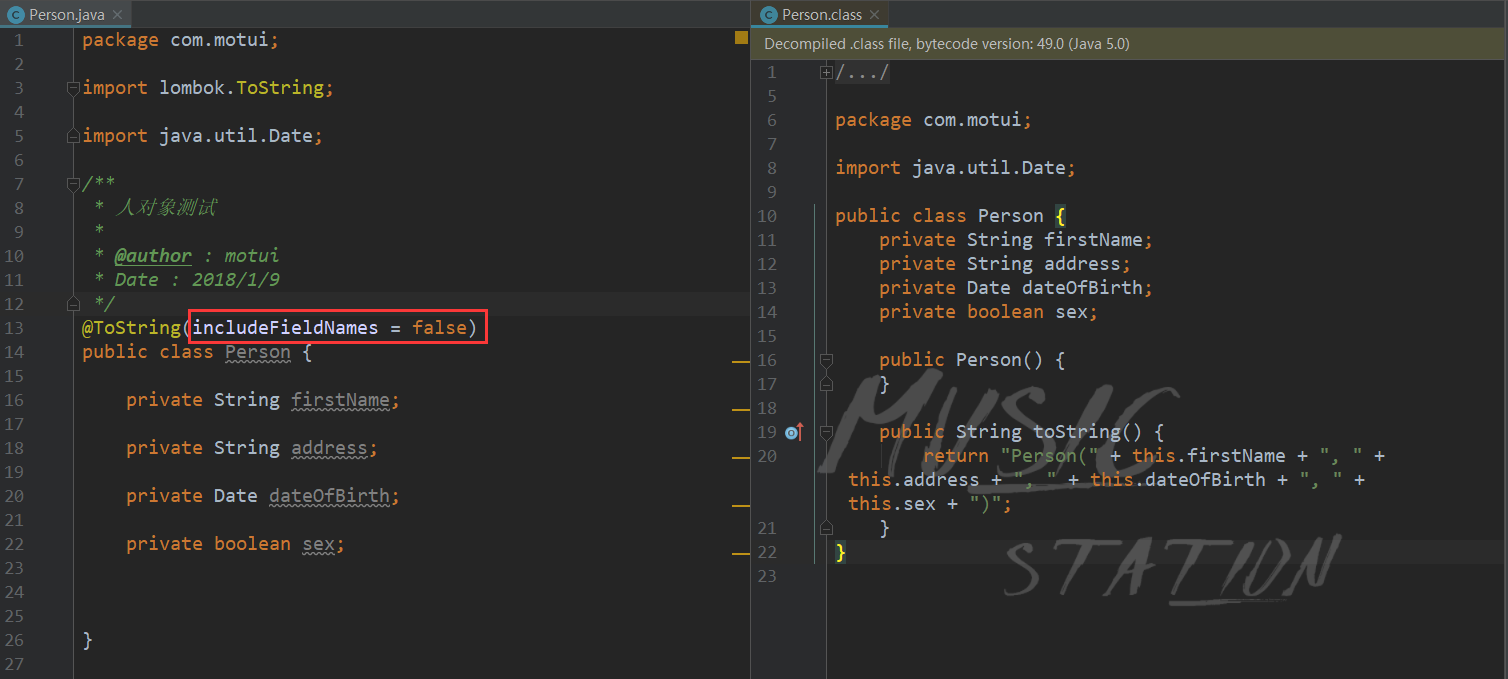 Person.java
1 package com.motui;
2
3 import lombok.ToString;
4
5 import java.util.Date;
6
7 /**
8 * 人对象测试
9 *
10 * @author : motui
11 * Date : 2018/1/9
12 */
13 @ToString(includeFieldNames = false)
14 public class Person {
15
16 private String firstName;
17
18 private String address;
19
20 private Date dateOfBirth;
21
22 private boolean sex;
23
24
25
26 }
27
Person.class
Decompiled .class file, bytecode version: 49.0 (Java 5.0)
1 /.../
5
6 package com.motui;
7
8 import java.util.Date;
9
10 public class Person {
11 private String firstName;
12 private String address;
13 private Date dateOfBirth;
14 private boolean sex;
15
16 public Person() {
17 }
18
19 public String toString() {
20 return "Person(" + this.firstName + ", " +
this.address + ", " + this.dateOfBirth + ", " +
this.sex + ")";
21 }
22 }
23
MUSIC
STATION